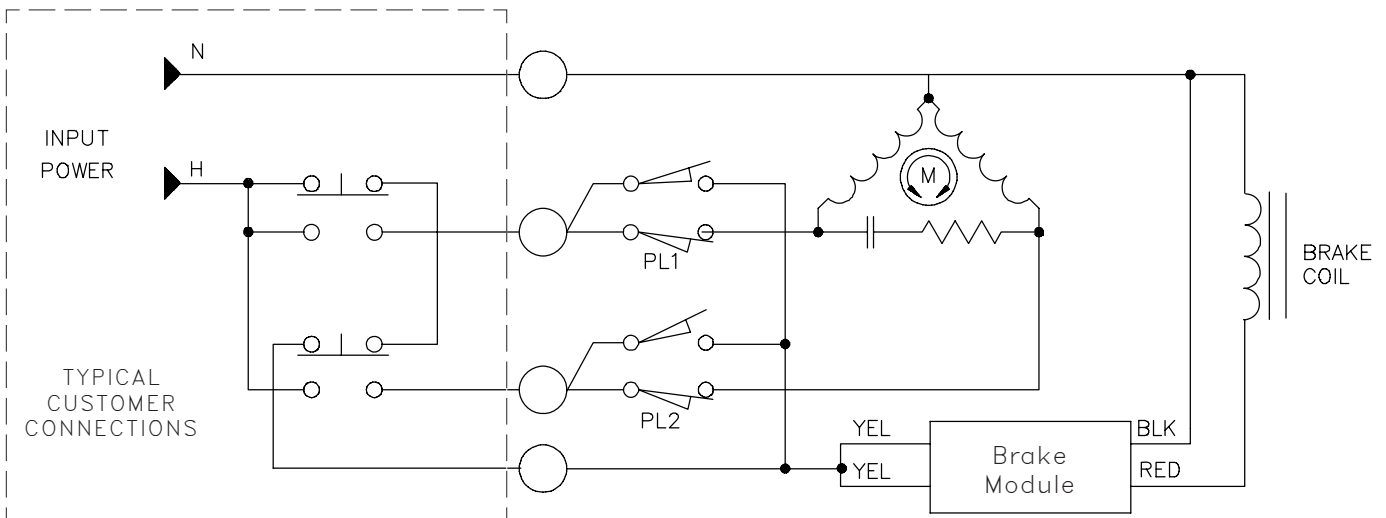 N
INPUT
POWER
H
M
PL1
BRAKE
COIL
TYPICAL
CUSTOMER
CONNECTIONS
PL2
YEL
YEL
Brake
Module
BLK
RED